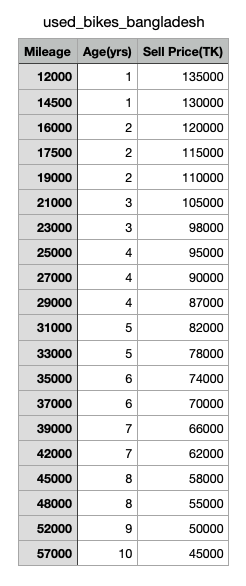 used_bikes_bangladesh
Mileage Age(yrs) Sell Price(TK)
12000 1 135000
14500 1 130000
16000 2 120000
17500 2 115000
19000 2 110000
21000 3 105000
23000 3 98000
25000 4 95000
27000 4 90000
29000 4 87000
31000 5 82000
33000 5 78000
35000 6 74000
37000 6 70000
39000 7 66000
42000 7 62000
45000 8 58000
48000 8 55000
52000 9 50000
57000 10 45000